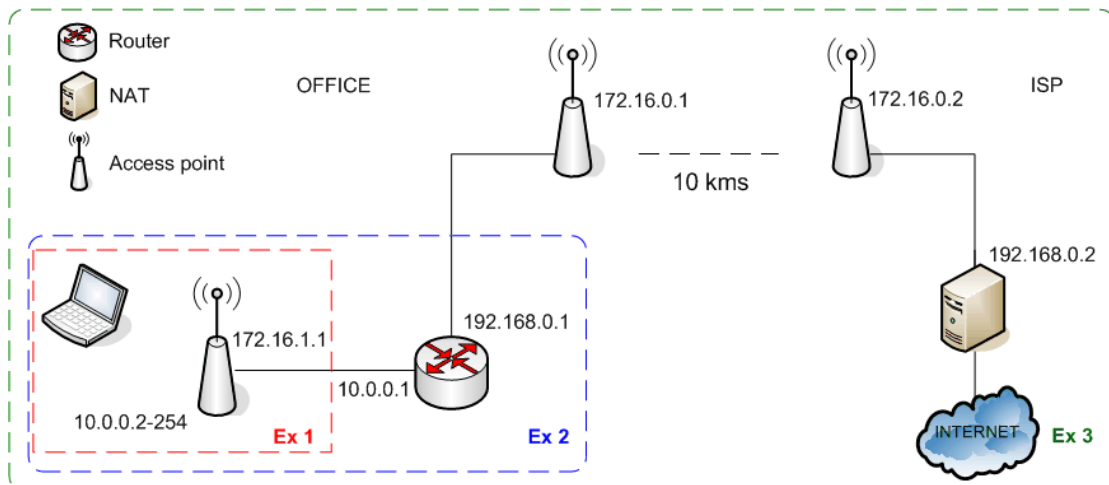 Router
NAT
Access point
OFFICE
172.16.0.1
172.16.0.2
ISP
10 kms
192.168.0.2
192.168.0.1
172.16.1.1
10.0.0.1
10.0.0.2-254
Ex 1
Ex 2
INTERNET
Ex 3